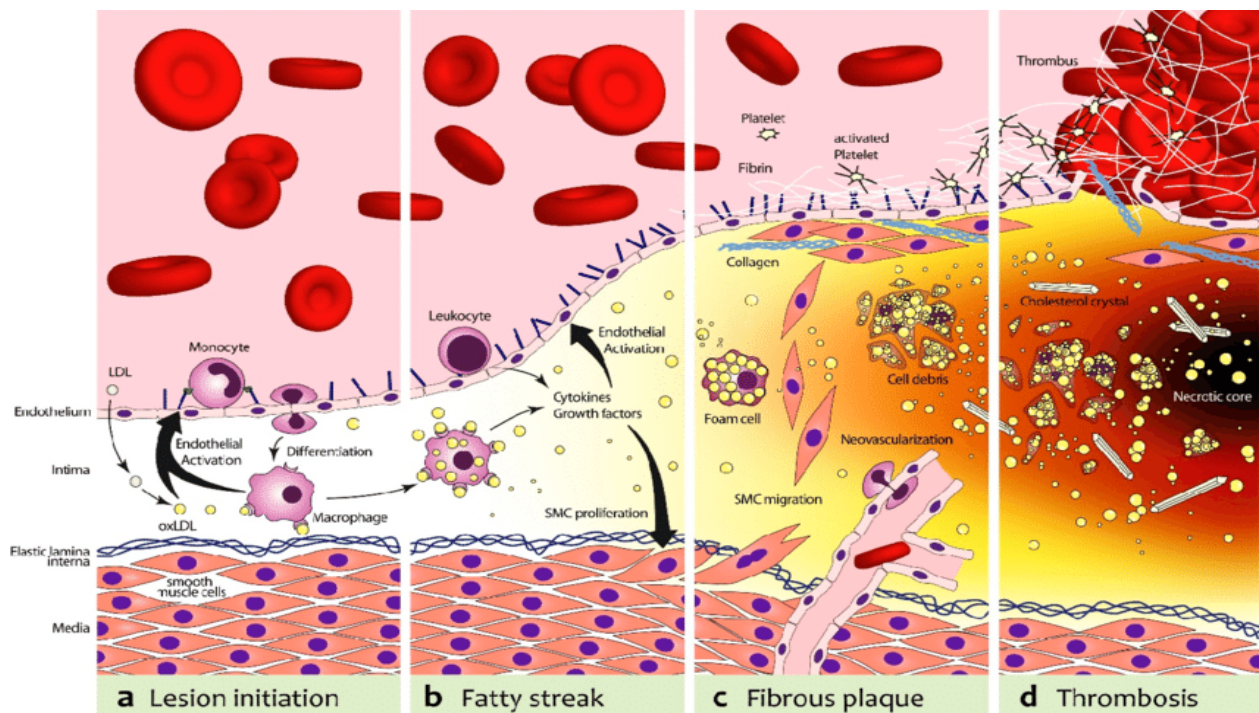 LDL
Monocyte
Endothelium
Endothelial
Activation
Differentiation
Intima
oxLDL
Macrophage
Elastic lamina
interna
smooth
muscle cells
Media
a Lesion initiation
Leukocyte
Endothelial
Activation
Cytokines
Growth factors
SMC proliferation
b Fatty streak
Platelet
activated
Platelet
Fibrin
Collagen
Foam cell
Cell debris
Neovascularization
SMC migration
c Fibrous plaque
Thrombus
Cholesterol crystal
Necrotic core
d Thrombosis